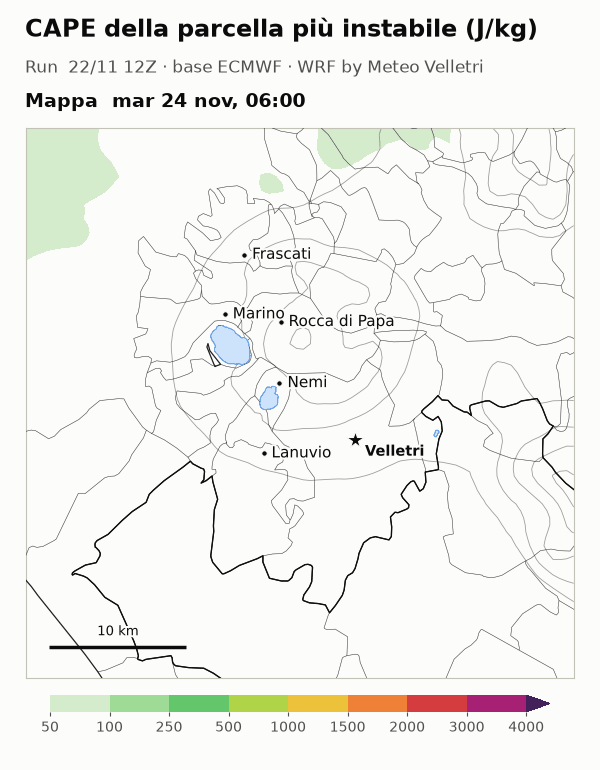 CAPE della parcella più instabile (J/kg)
Run  22/11 12Z · base ECMWF · WRF by Meteo Velletri
Mappa  mar 24 nov, 06:00
Frascati
Marino
Rocca di Papa
Nemi
Velletri
Lanuvio
10 km
50 100 250 500 1000 1500 2000 3000 4000